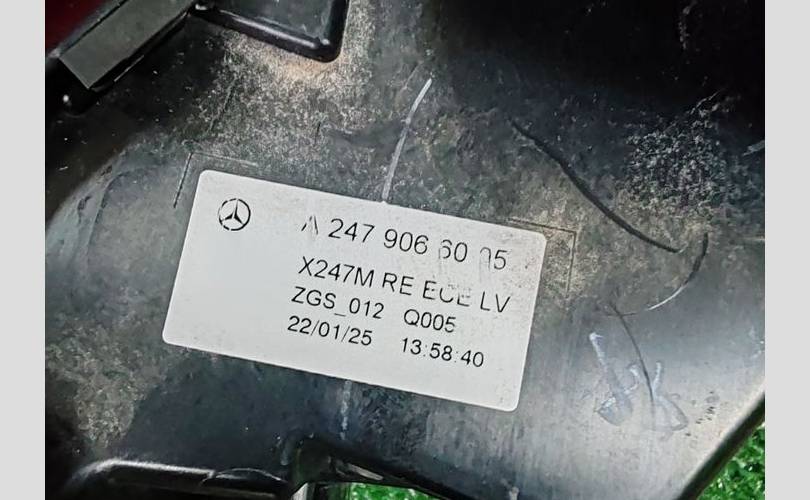 A 247 906 60 05
X247M RE ECE LV
ZGS_012 Q005
22/01/25 13:58:40